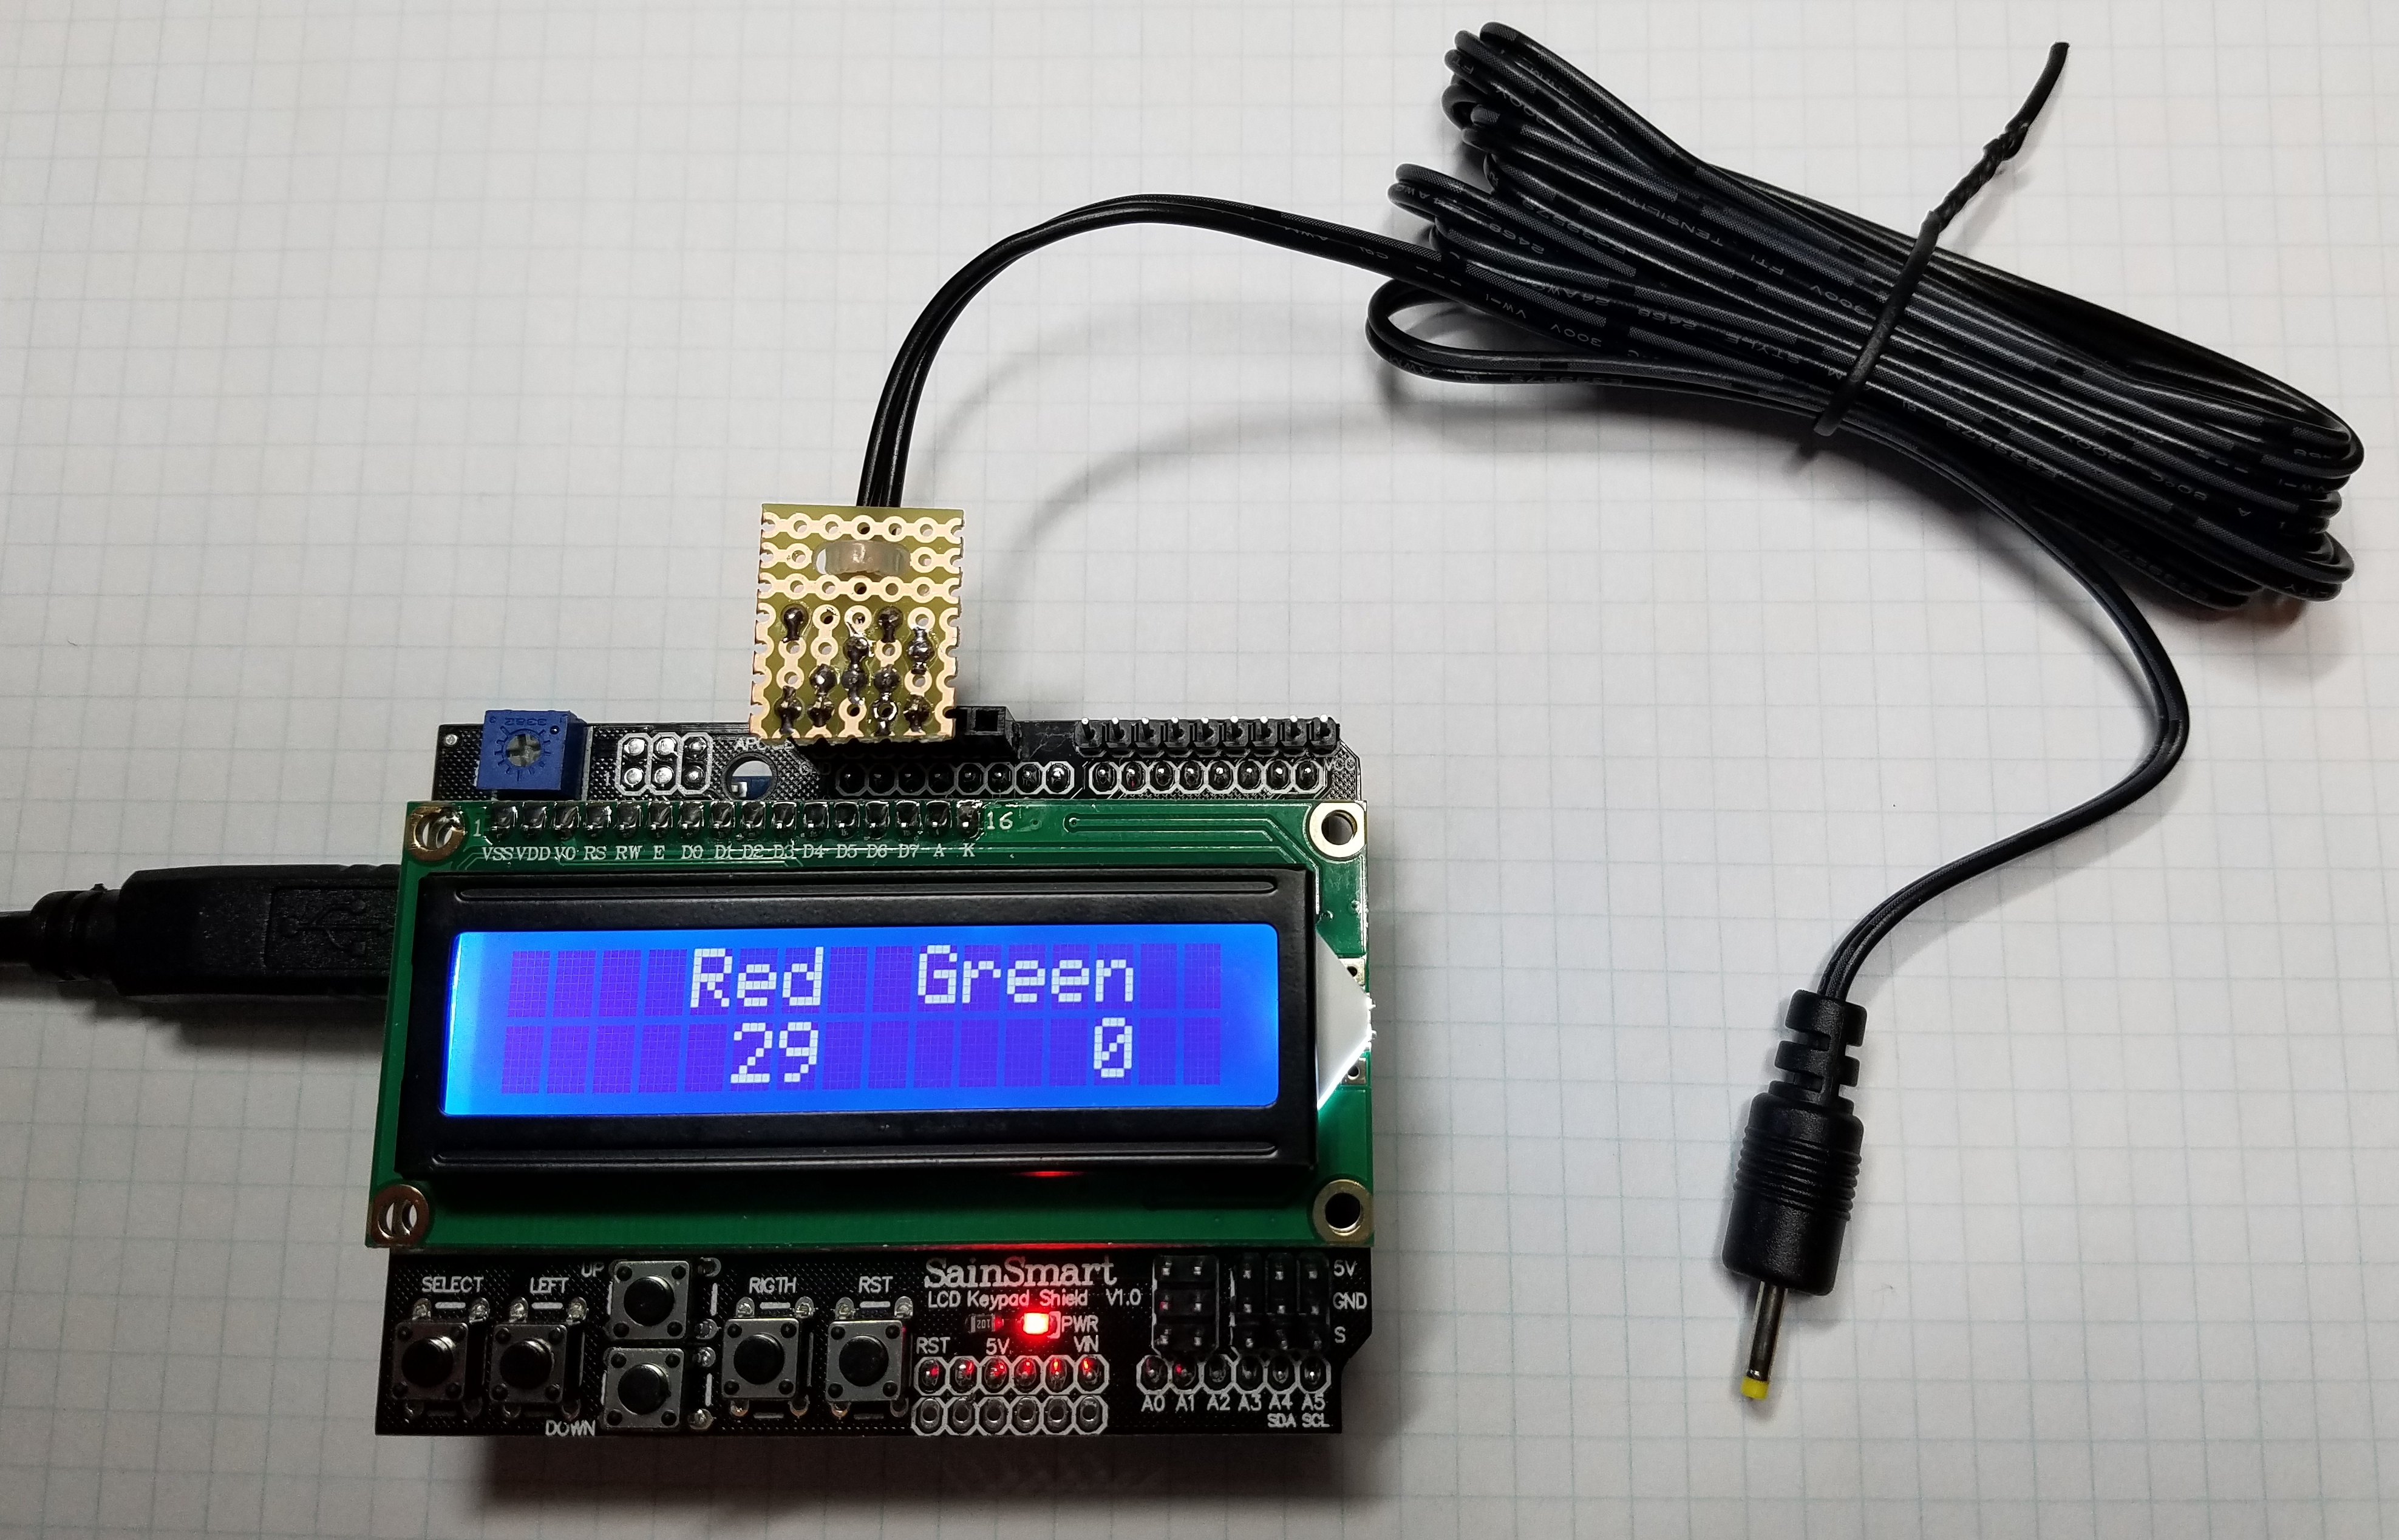 1 16
VSS VDD VO RS RW E D0 D1 D2 D3 D4 D5 D6 D7 A K
Red Green
29 0
SELECT LEFT UP RIGTH RST
DOWN
SainSmart
LCD Keypad Shield V1.0
102 PWR
RST 5V VIN
5V
GND
S
A0 A1 A2 A3 A4 A5
SDA SCL
TENSILITY